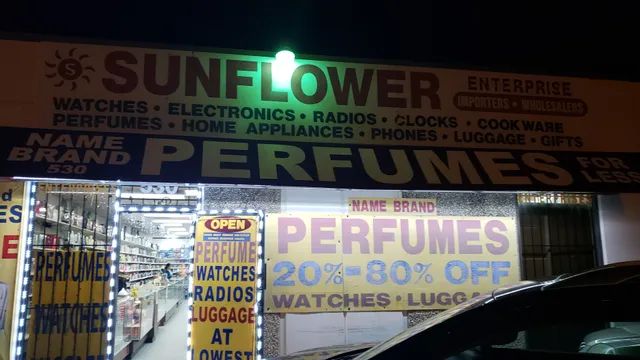 S SUNFLOWER ENTERPRISE
IMPORTERS • WHOLESALERS
WATCHES • ELECTRONICS • RADIOS • CLOCKS • COOKWARE
PERFUMES • HOME APPLIANCES • PHONES • LUGGAGE • GIFTS
NAME BRAND PERFUMES FOR LESS
530
530
ES
E
PERFUMES
WATCHES
OPEN
PERFUME
WATCHES
RADIOS
LUGGAGE
AT
LOWEST
NAME BRAND
PERFUMES
20%-80% OFF
WATCHES • LUGGA